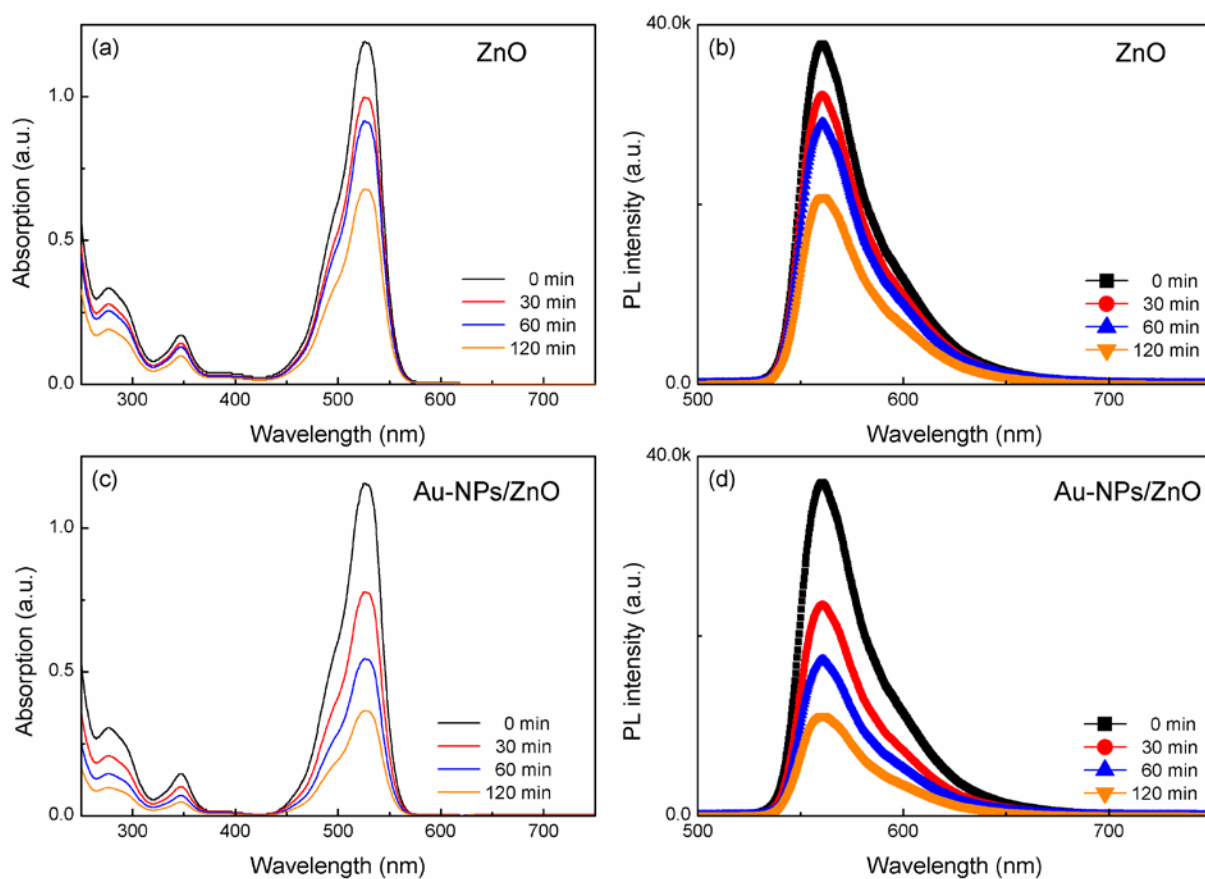 (a)
ZnO
Absorption (a.u.)
1.0
0.5
0.0
0 min
30 min
60 min
120 min
300
400
500
600
700
Wavelength (nm)
(b)
ZnO
PL intensity (a.u.)
40.0k
0.0
0 min
30 min
60 min
120 min
500
600
700
Wavelength (nm)
(c)
Au-NPs/ZnO
Absorption (a.u.)
1.0
0.5
0.0
0 min
30 min
60 min
120 min
300
400
500
600
700
Wavelength (nm)
(d)
Au-NPs/ZnO
PL intensity (a.u.)
40.0k
0.0
0 min
30 min
60 min
120 min
500
600
700
Wavelength (nm)